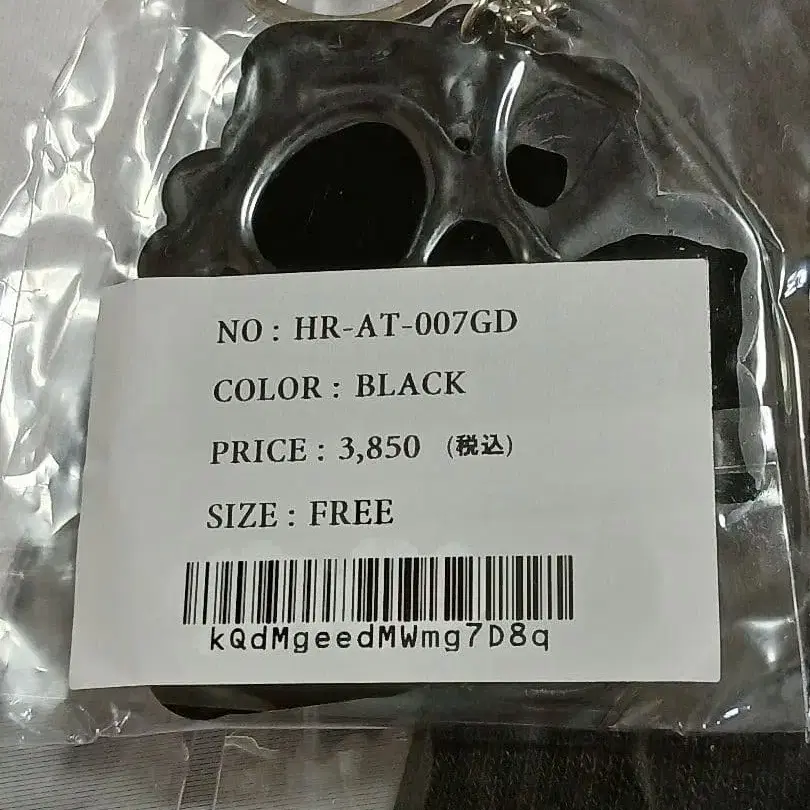 NO : HR-AT-007GD
COLOR : BLACK
PRICE : 3,850 (税込)
SIZE : FREE
kQdMgeedMWmg7D8q